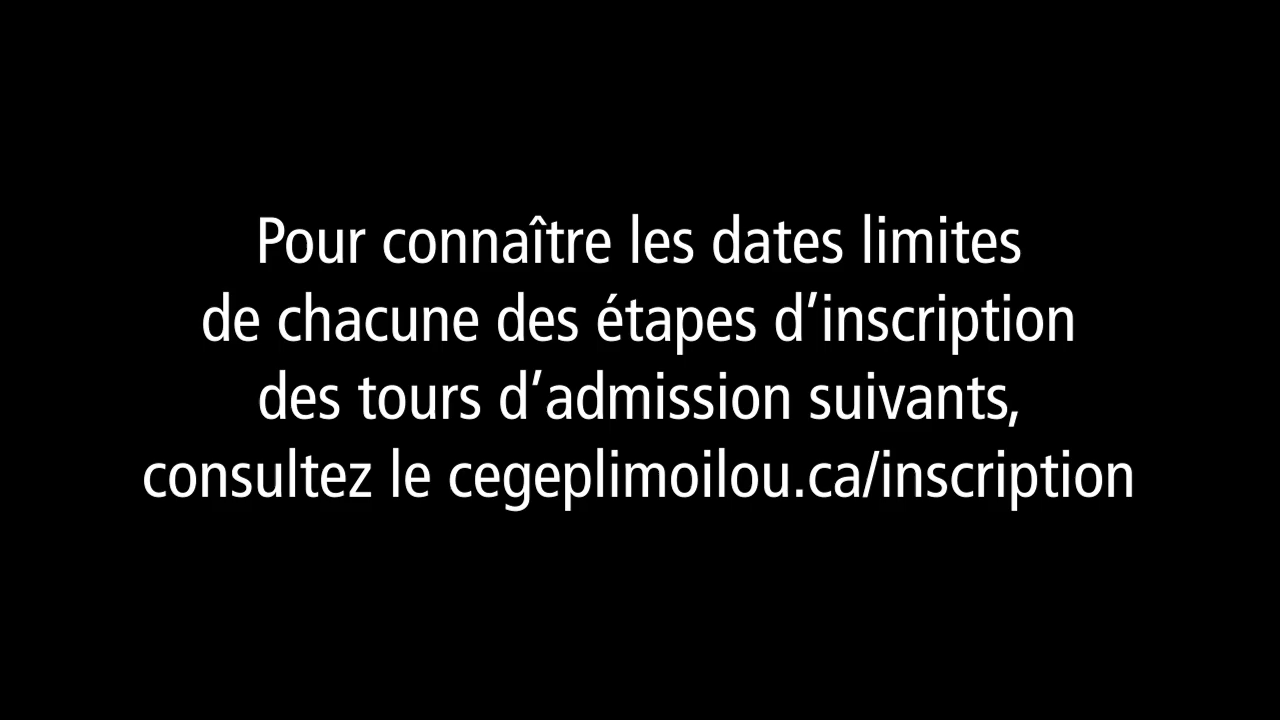 Pour connaître les dates limites
de chacune des étapes d’inscription
des tours d’admission suivants,
consultez le cegeplimoilou.ca/inscription